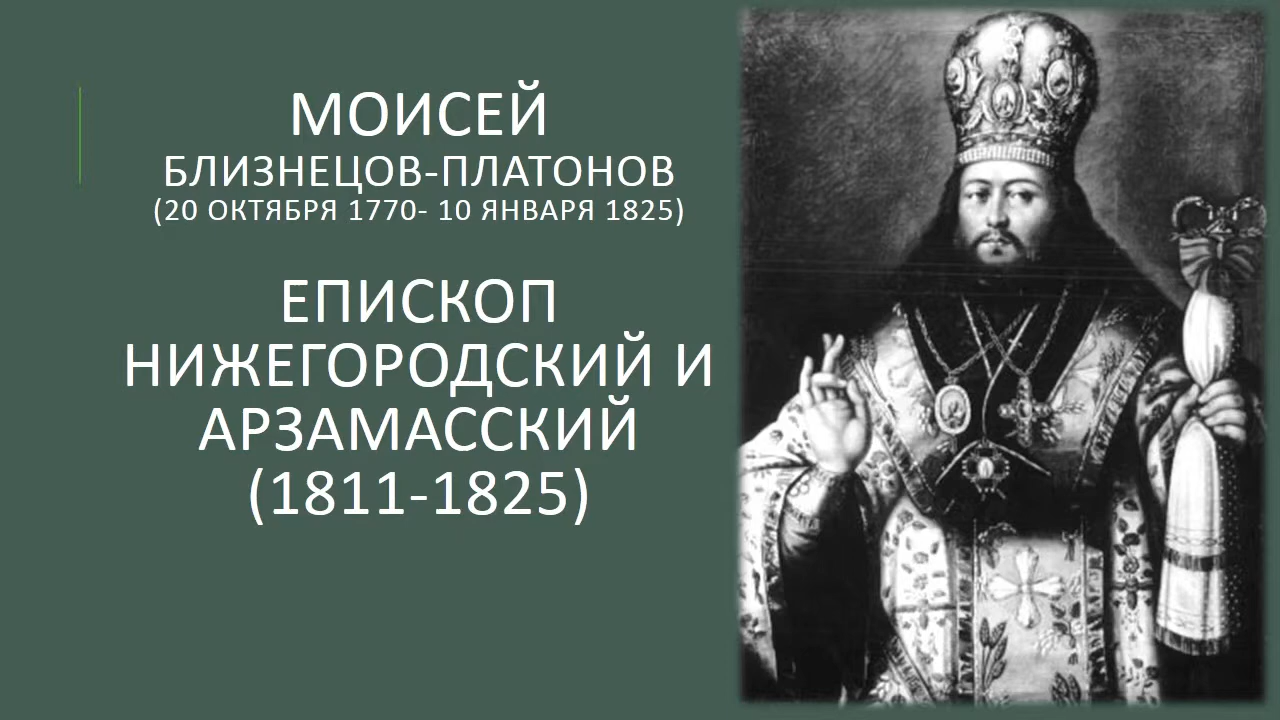 МОИСЕЙ
БЛИЗНЕЦОВ-ПЛАТОНОВ
(20 ОКТЯБРЯ 1770- 10 ЯНВАРЯ 1825)
ЕПИСКОП
НИЖЕГОРОДСКИЙ И
АРЗАМАССКИЙ
(1811-1825)